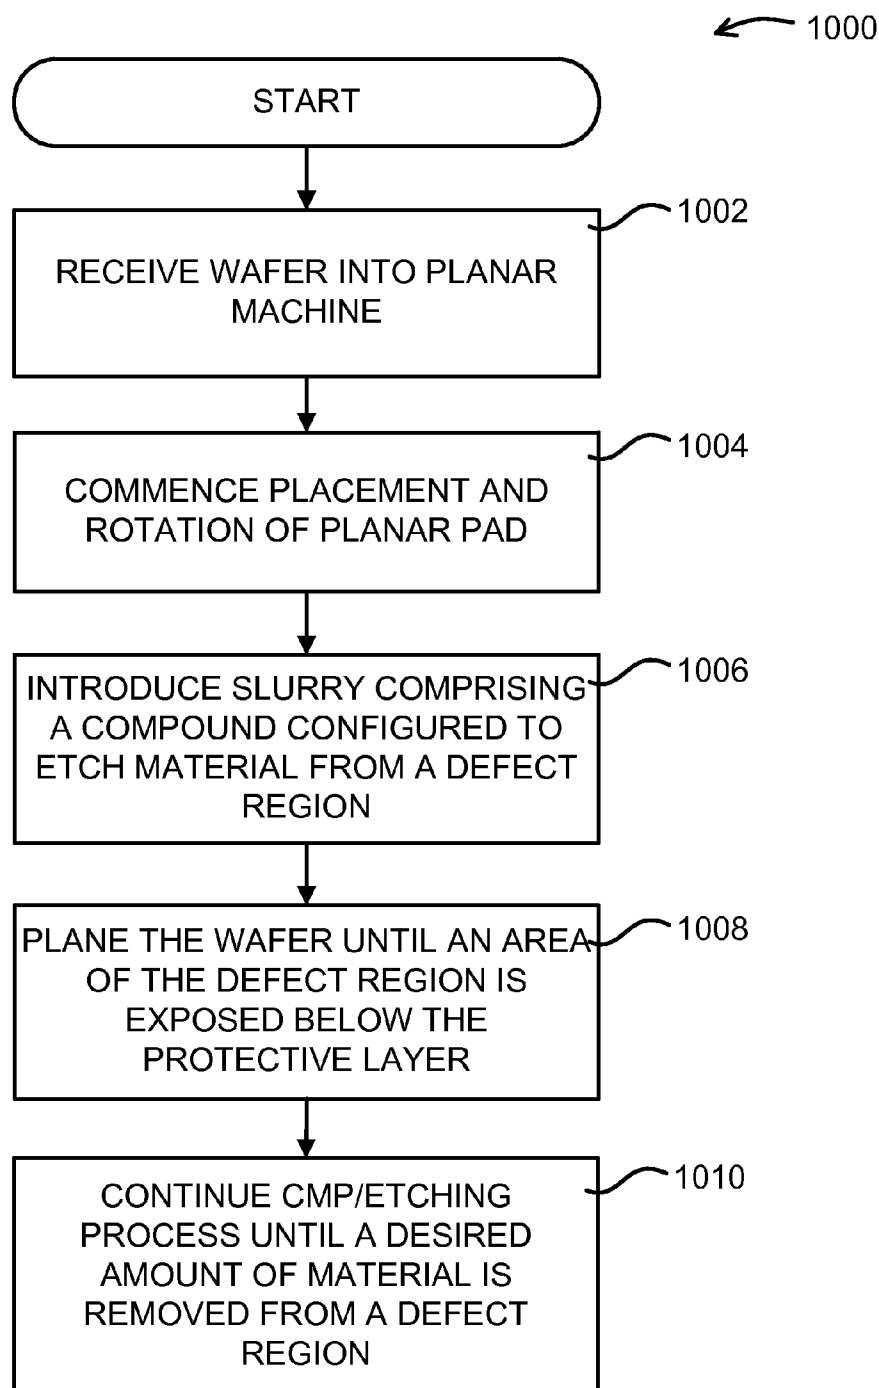 1000
START
1002
RECEIVE WAFER INTO PLANAR
MACHINE
1004
COMMENCE PLACEMENT AND
ROTATION OF PLANAR PAD
1006
INTRODUCE SLURRY COMPRISING
A COMPOUND CONFIGURED TO
ETCH MATERIAL FROM A DEFECT
REGION
1008
PLANE THE WAFER UNTIL AN AREA
OF THE DEFECT REGION IS
EXPOSED BELOW THE
PROTECTIVE LAYER
1010
CONTINUE CMP/ETCHING
PROCESS UNTIL A DESIRED
AMOUNT OF MATERIAL IS
REMOVED FROM A DEFECT
REGION